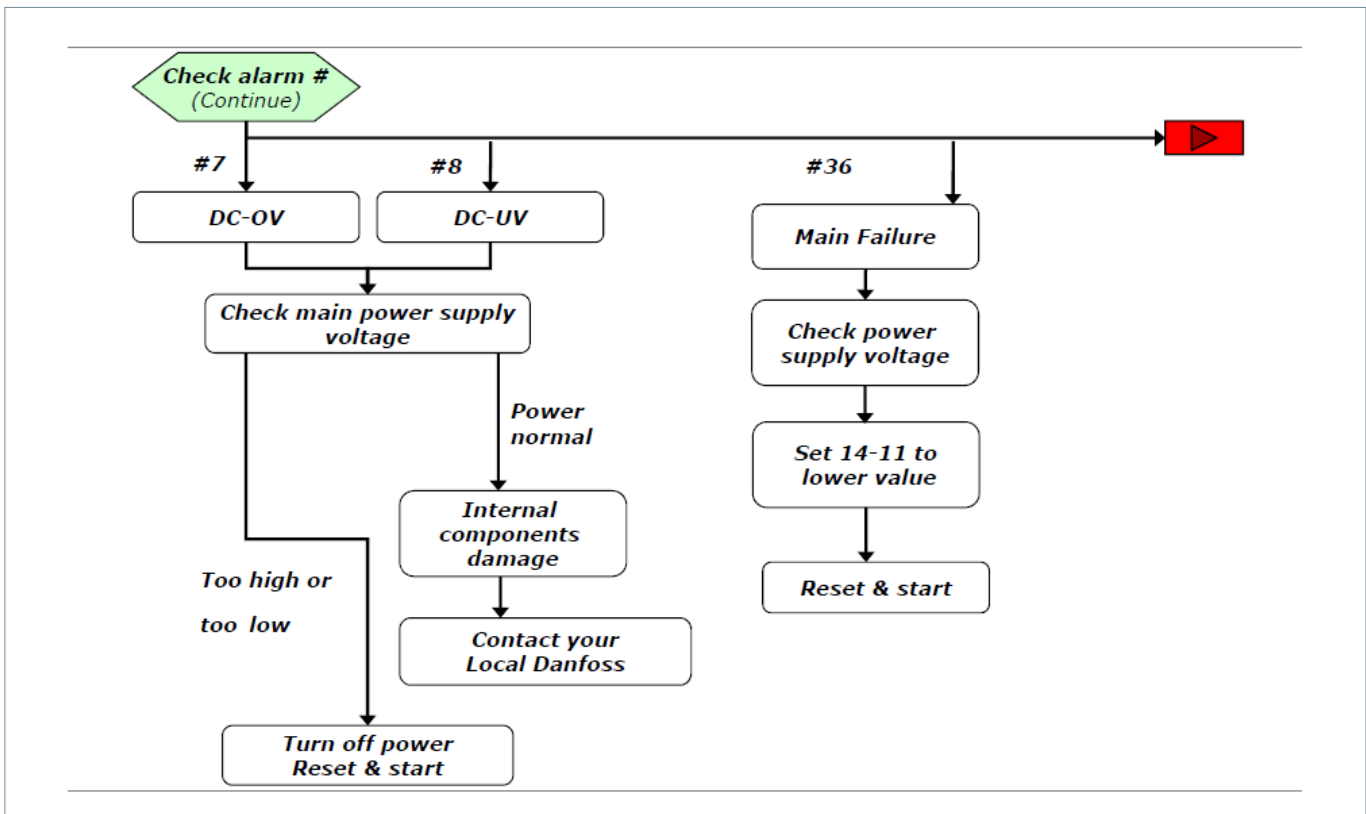 Check alarm #
(Continue)
#7
#8
#36
DC-OV
DC-UV
Main Failure
Check main power supply
voltage
Check power
supply voltage
Power
normal
Set 14-11 to
lower value
Internal
components
damage
Too high or
too low
Reset & start
Contact your
Local Danfoss
Turn off power
Reset & start